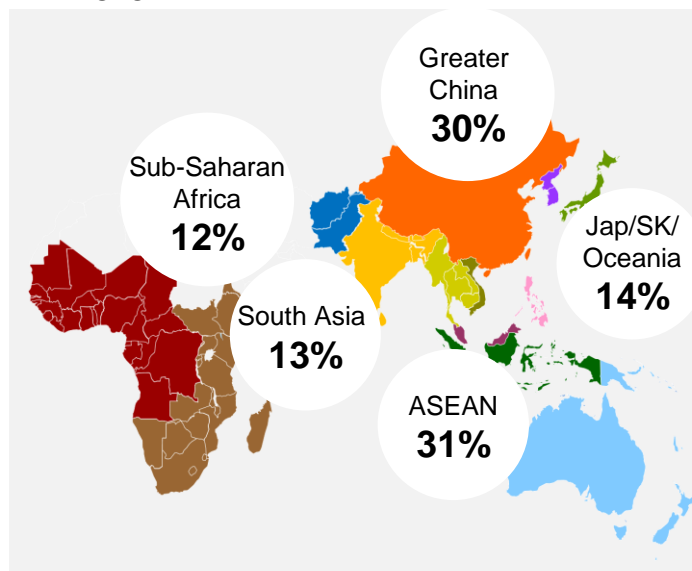 Greater
China
30%
Sub-Saharan
Africa
12%
Jap/SK/
Oceania
14%
South Asia
13%
ASEAN
31%